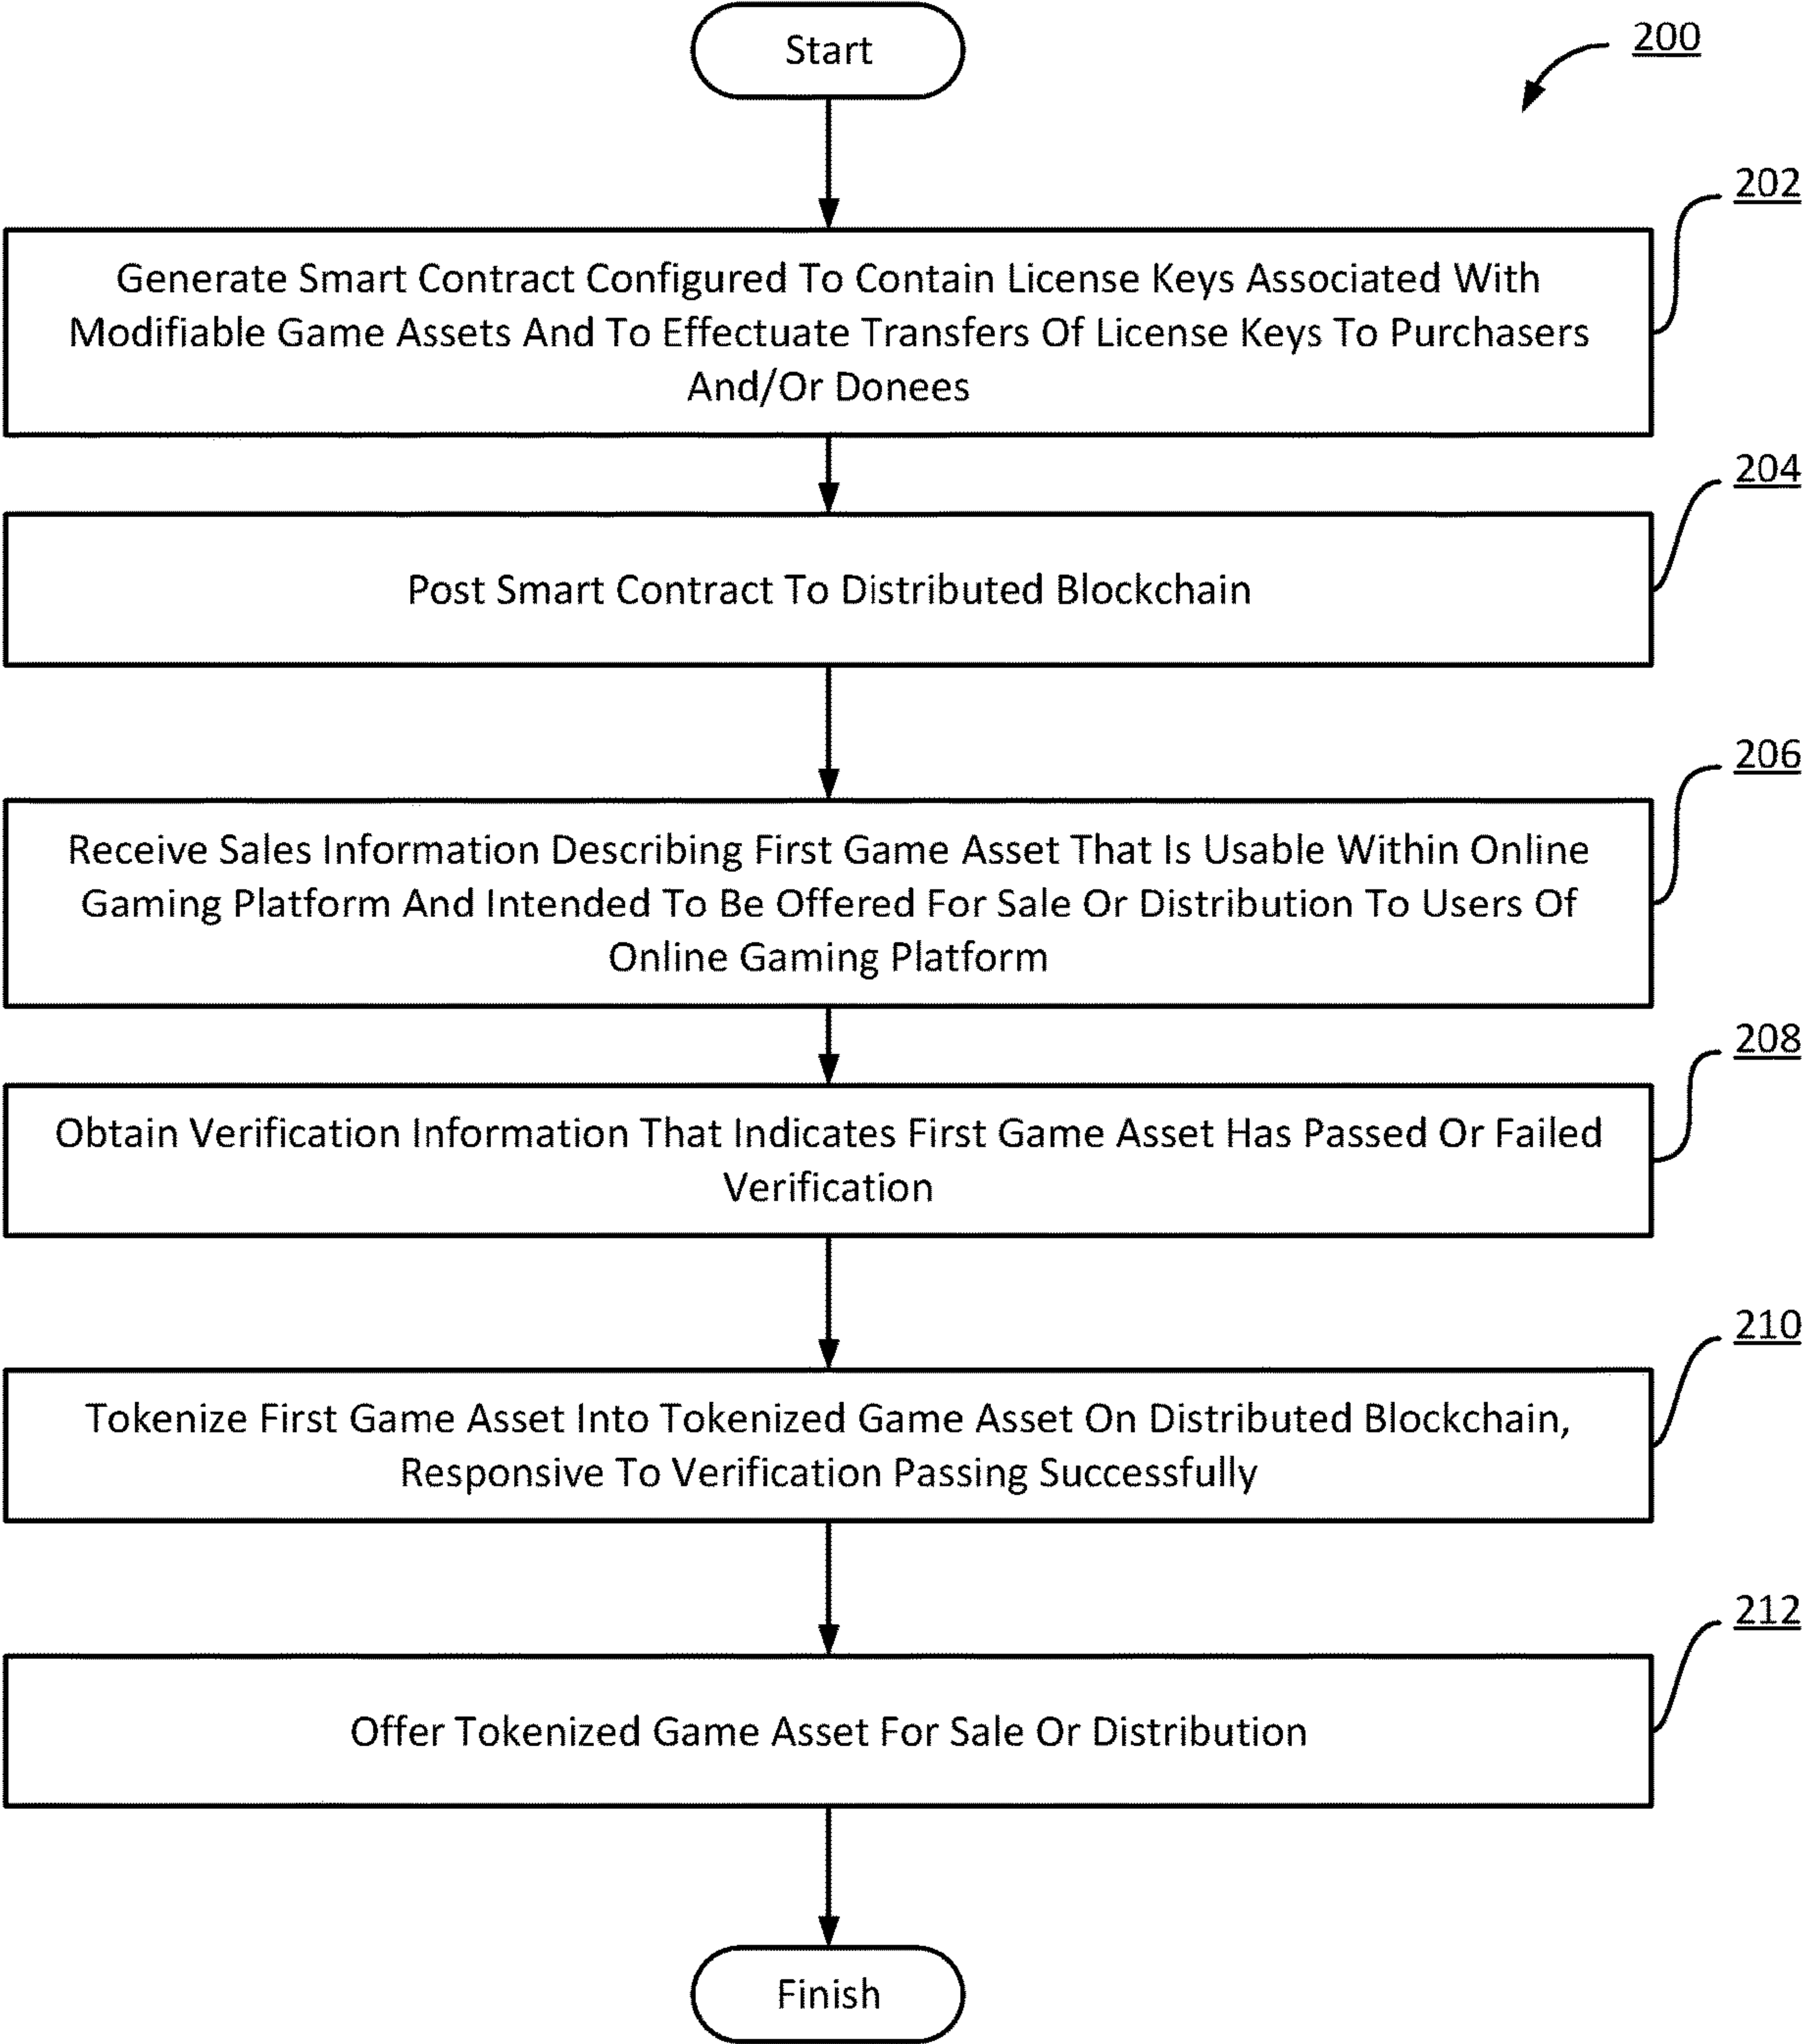 Start
200
202
Generate Smart Contract Configured To Contain License Keys Associated With
Modifiable Game Assets And To Effectuate Transfers Of License Keys To Purchasers
And/Or Donees
204
Post Smart Contract To Distributed Blockchain
206
Receive Sales Information Describing First Game Asset That Is Usable Within Online
Gaming Platform And Intended To Be Offered For Sale Or Distribution To Users Of
Online Gaming Platform
208
Obtain Verification Information That Indicates First Game Asset Has Passed Or Failed
Verification
210
Tokenize First Game Asset Into Tokenized Game Asset On Distributed Blockchain,
Responsive To Verification Passing Successfully
212
Offer Tokenized Game Asset For Sale Or Distribution
Finish